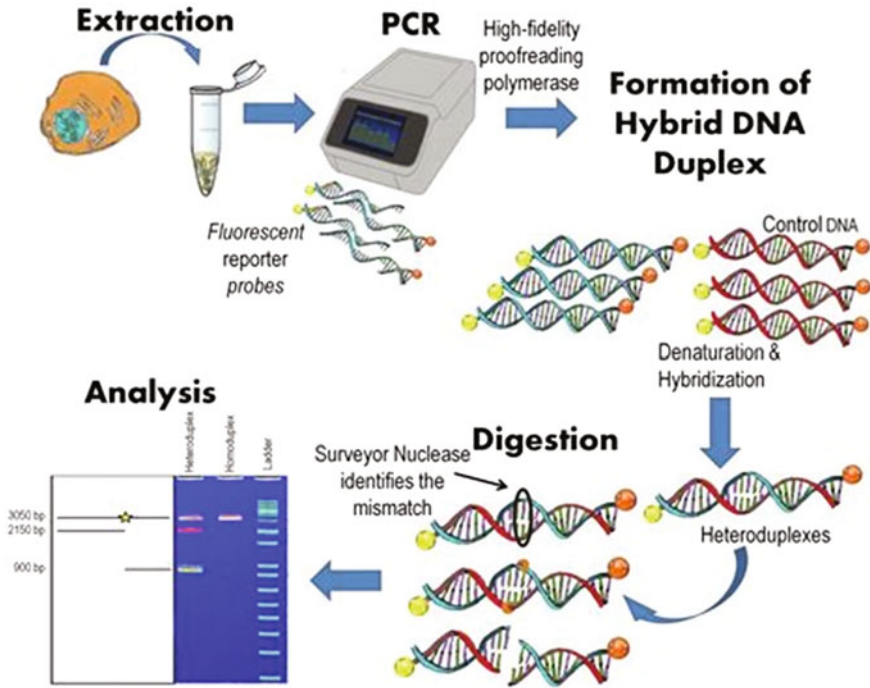 Extraction
PCR
High-fidelity
proofreading
polymerase
Formation of
Hybrid DNA
Duplex
Fluorescent
reporter
probes
Control DNA
Denaturation &
Hybridization
Heteroduplexes
Digestion
Surveyor Nuclease
identifies the
mismatch
Analysis
Heteroduplex
Homoduplex
Ladder
3050 bp
2150 bp
900 bp